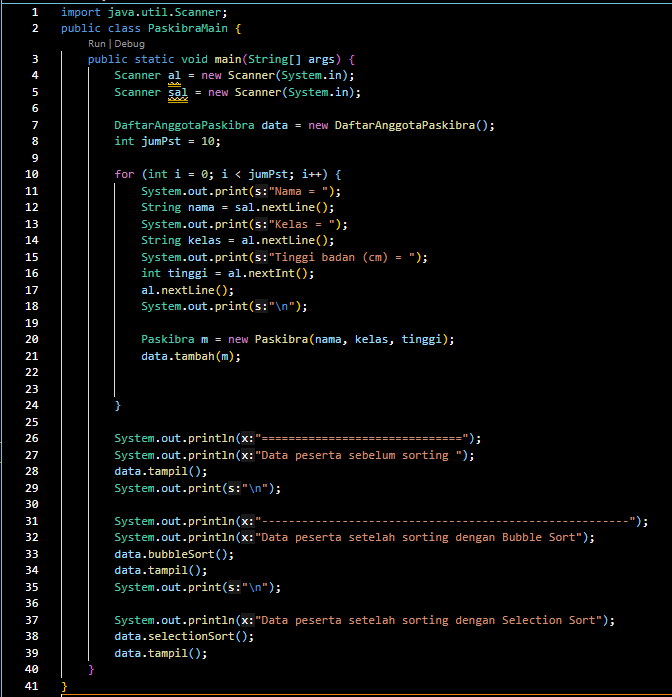 1 import java.util.Scanner;
2 public class PaskibraMain {
Run | Debug
3 public static void main(String[] args) {
4 Scanner al = new Scanner(System.in);
5 Scanner sal = new Scanner(System.in);
6
7 DaftarAnggotaPaskibra data = new DaftarAnggotaPaskibra();
8 int jumPst = 10;
9
10 for (int i = 0; i < jumPst; i++) {
11 System.out.print(s:"Nama = ");
12 String nama = sal.nextLine();
13 System.out.print(s:"Kelas = ");
14 String kelas = al.nextLine();
15 System.out.print(s:"Tinggi badan (cm) = ");
16 int tinggi = al.nextInt();
17 al.nextLine();
18 System.out.print(s:"\n");
19
20 Paskibra m = new Paskibra(nama, kelas, tinggi);
21 data.tambah(m);
22
23
24 }
25
26 System.out.println(x:"==============================");
27 System.out.println(x:"Data peserta sebelum sorting ");
28 data.tampil();
29 System.out.print(s:"\n");
30
31 System.out.println(x:"-------------------------------------------------------");
32 System.out.println(x:"Data peserta setelah sorting dengan Bubble Sort");
33 data.bubbleSort();
34 data.tampil();
35 System.out.print(s:"\n");
36
37 System.out.println(x:"Data peserta setelah sorting dengan Selection Sort");
38 data.selectionSort();
39 data.tampil();
40 }
41 }